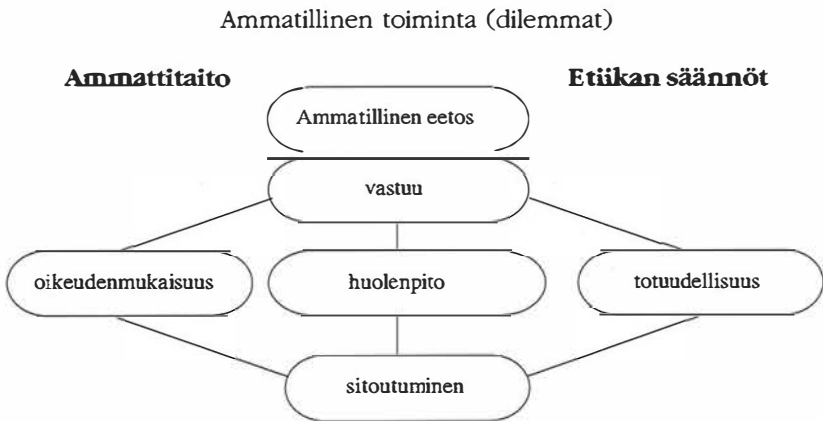 Ammatillinen toiminta (dilemmat)
Ammattitaito
Etiikan säännöt
Ammatillinen eetos
vastuu
oikeudenmukaisuus
huolenpito
totuudellisuus
sitoutuminen